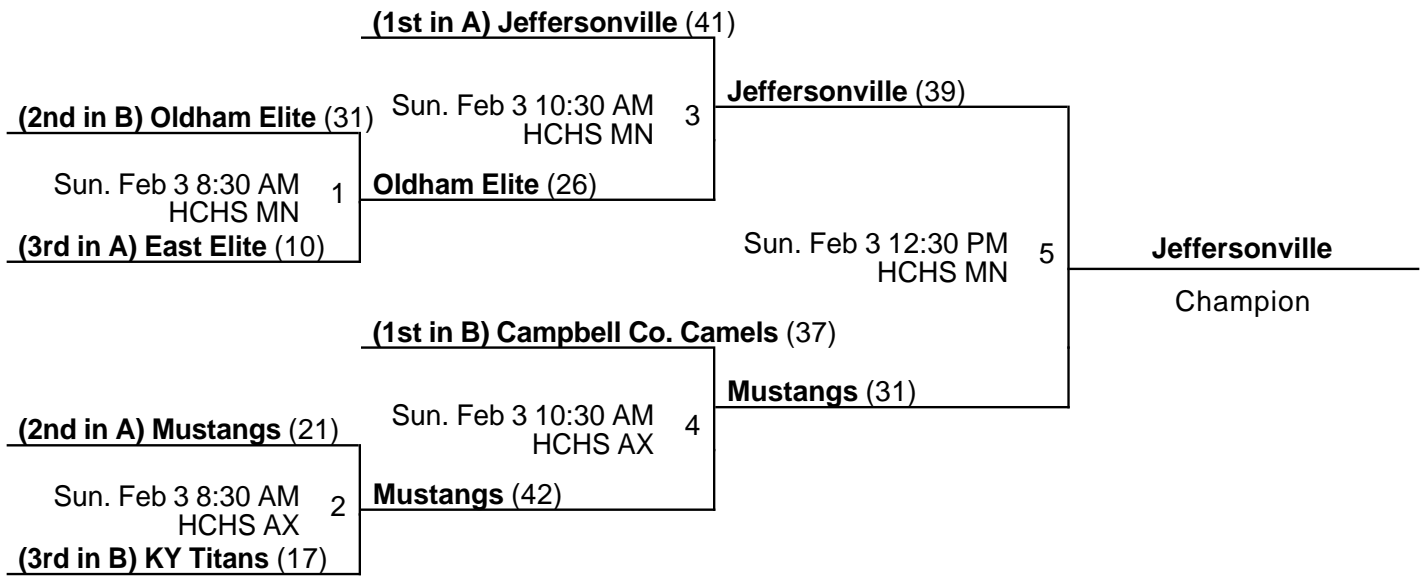 (1st in A) Jeffersonville (41)
Jeffersonville (39)
Sun. Feb 3 10:30 AM
HCHS MN
3
(2nd in B) Oldham Elite (31)
Sun. Feb 3 8:30 AM
HCHS MN
1
Oldham Elite (26)
(3rd in A) East Elite (10)
Sun. Feb 3 12:30 PM
HCHS MN
5
Jeffersonville
Champion
(1st in B) Campbell Co. Camels (37)
Mustangs (31)
Sun. Feb 3 10:30 AM
HCHS AX
4
(2nd in A) Mustangs (21)
Sun. Feb 3 8:30 AM
HCHS AX
2
Mustangs (42)
(3rd in B) KY Titans (17)